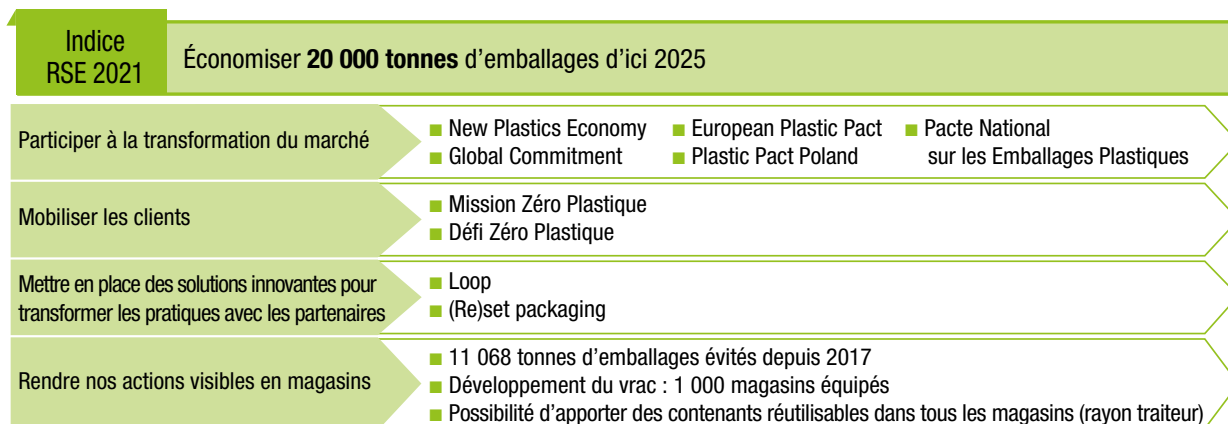 Indice
RSE 2021
Économiser 20 000 tonnes d’emballages d’ici 2025
Participer à la transformation du marché
■ New Plastics Economy
■ Global Commitment
■ European Plastic Pact
■ Plastic Pact Poland
■ Pacte National
sur les Emballages Plastiques
Mobiliser les clients
■ Mission Zéro Plastique
■ Défi Zéro Plastique
Mettre en place des solutions innovantes pour
transformer les pratiques avec les partenaires
■ Loop
■ (Re)set packaging
Rendre nos actions visibles en magasins
■ 11 068 tonnes d’emballages évités depuis 2017
■ Développement du vrac : 1 000 magasins équipés
■ Possibilité d’apporter des contenants réutilisables dans tous les magasins (rayon traiteur)